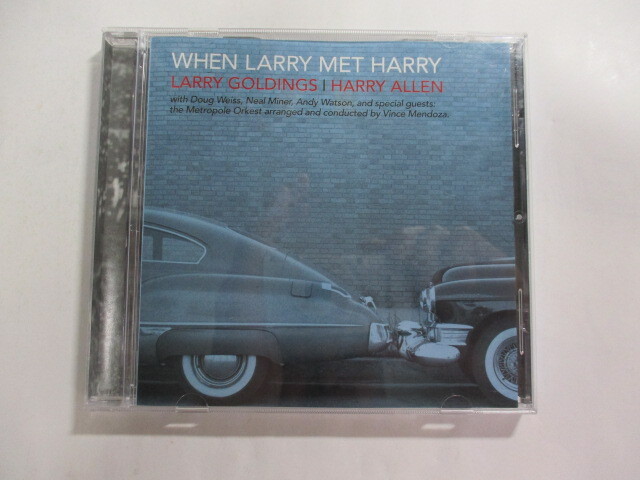 WHEN LARRY MET HARRY
LARRY GOLDINGS | HARRY ALLEN
with Doug Weiss, Neal Miner, Andy Watson, and special guests:
the Metropole Orkest arranged and conducted by Vince Mendoza.